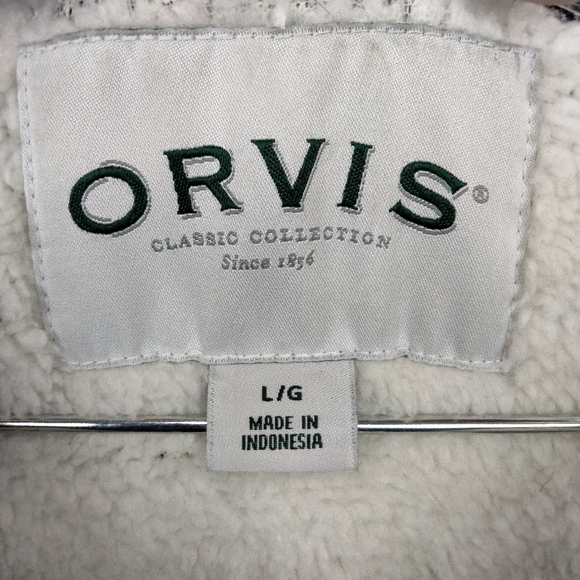 ORVIS®
CLASSIC COLLECTION
Since 1856
L/G
MADE IN
INDONESIA